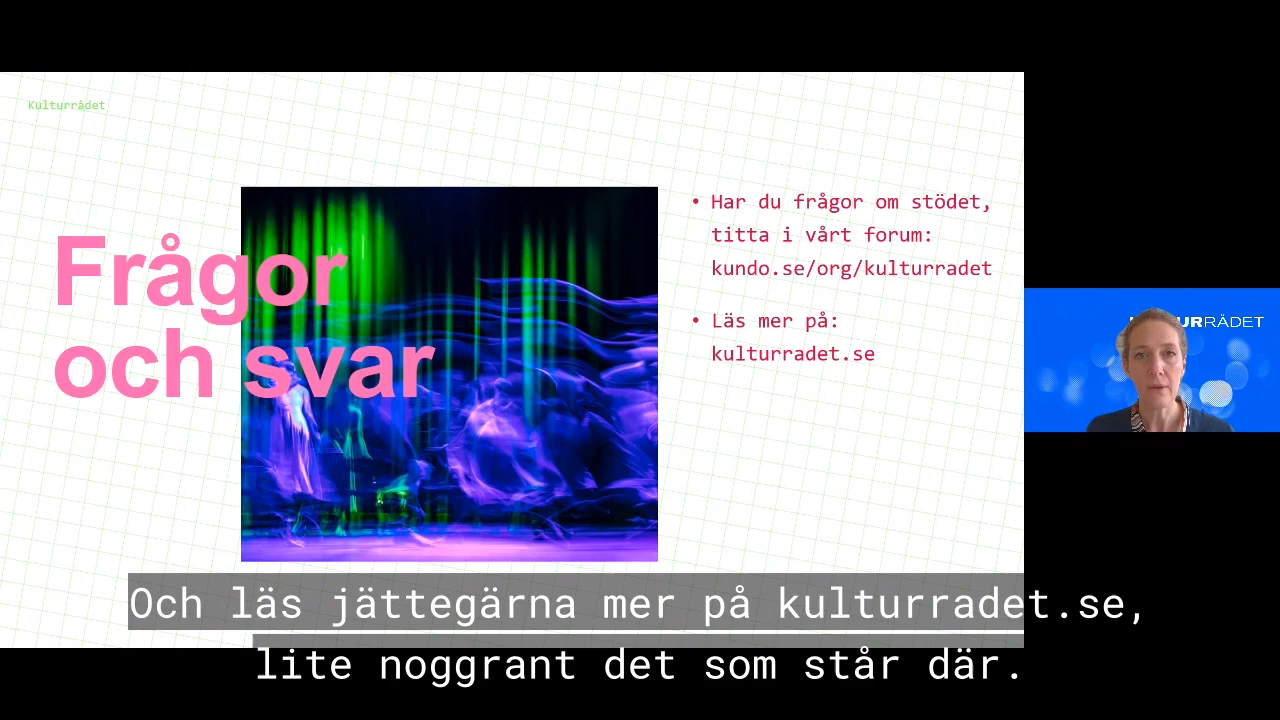 Kulturrådet
Frågor
och svar
• Har du frågor om stödet,
titta i vårt forum:
kundo.se/org/kulturradet
• Läs mer på:
kulturradet.se
URRÅDET
Och läs jättegärna mer på kulturradet.se,
lite noggrant det som står där.